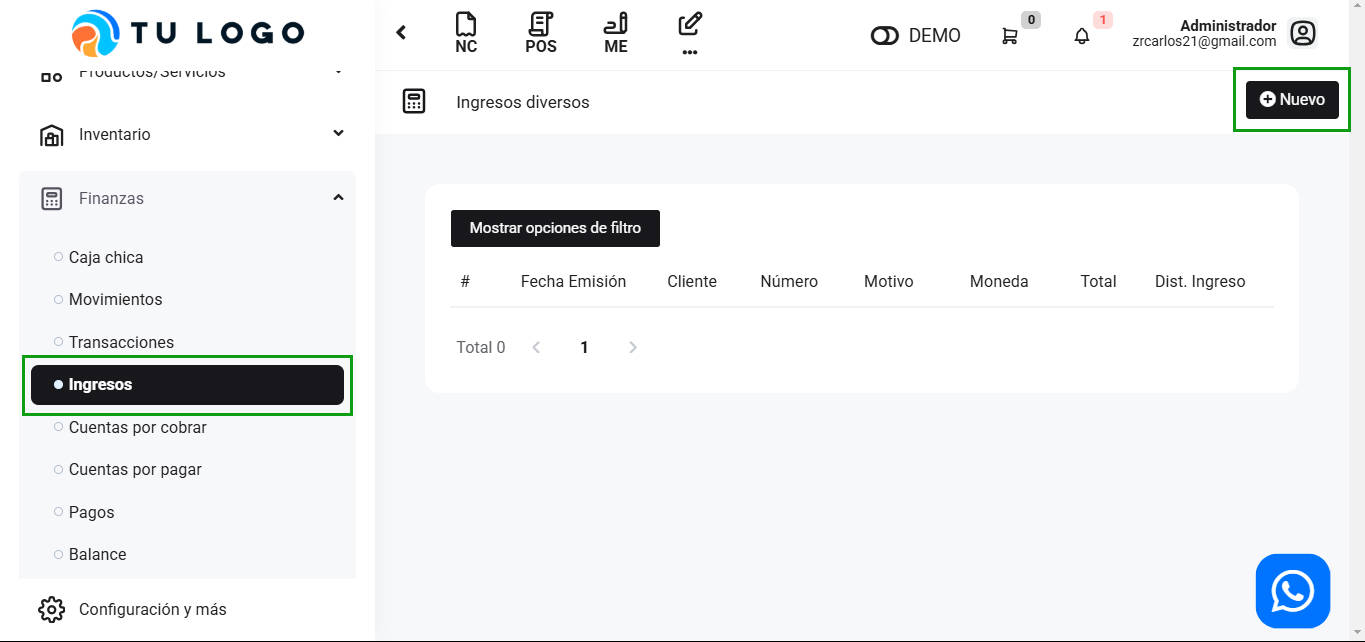 TU LOGO
Productos/Servicios
Inventario
Finanzas
Caja chica
Movimientos
Transacciones
Ingresos
Cuentas por cobrar
Cuentas por pagar
Pagos
Balance
Configuración y más
NC
POS
ME
DEMO
0
1
Administrador
zrcarlos21@gmail.com
Ingresos diversos
Nuevo
Mostrar opciones de filtro
# Fecha Emisión Cliente Número Motivo Moneda Total Dist. Ingreso
Total 0 1